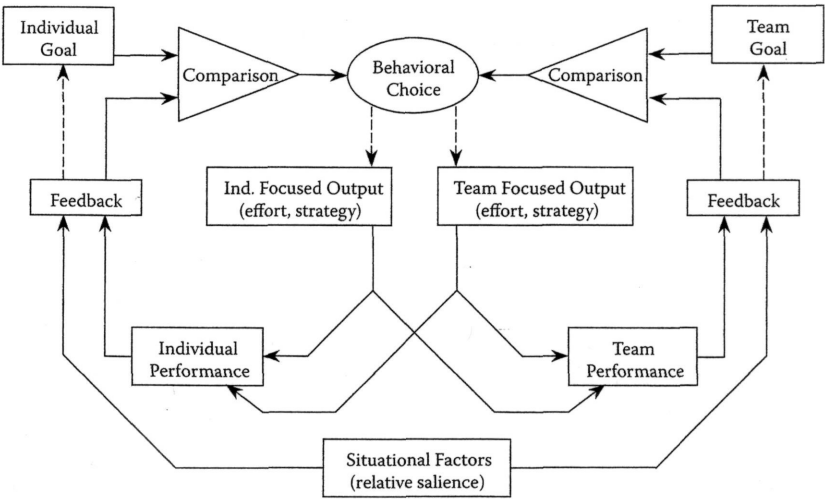 Individual
Goal
Team
Goal
Comparison
Behavioral
Choice
Comparison
Feedback
Ind. Focused Output
(effort, strategy)
Team Focused Output
(effort, strategy)
Feedback
Individual
Performance
Team
Performance
Situational Factors
(relative salience)